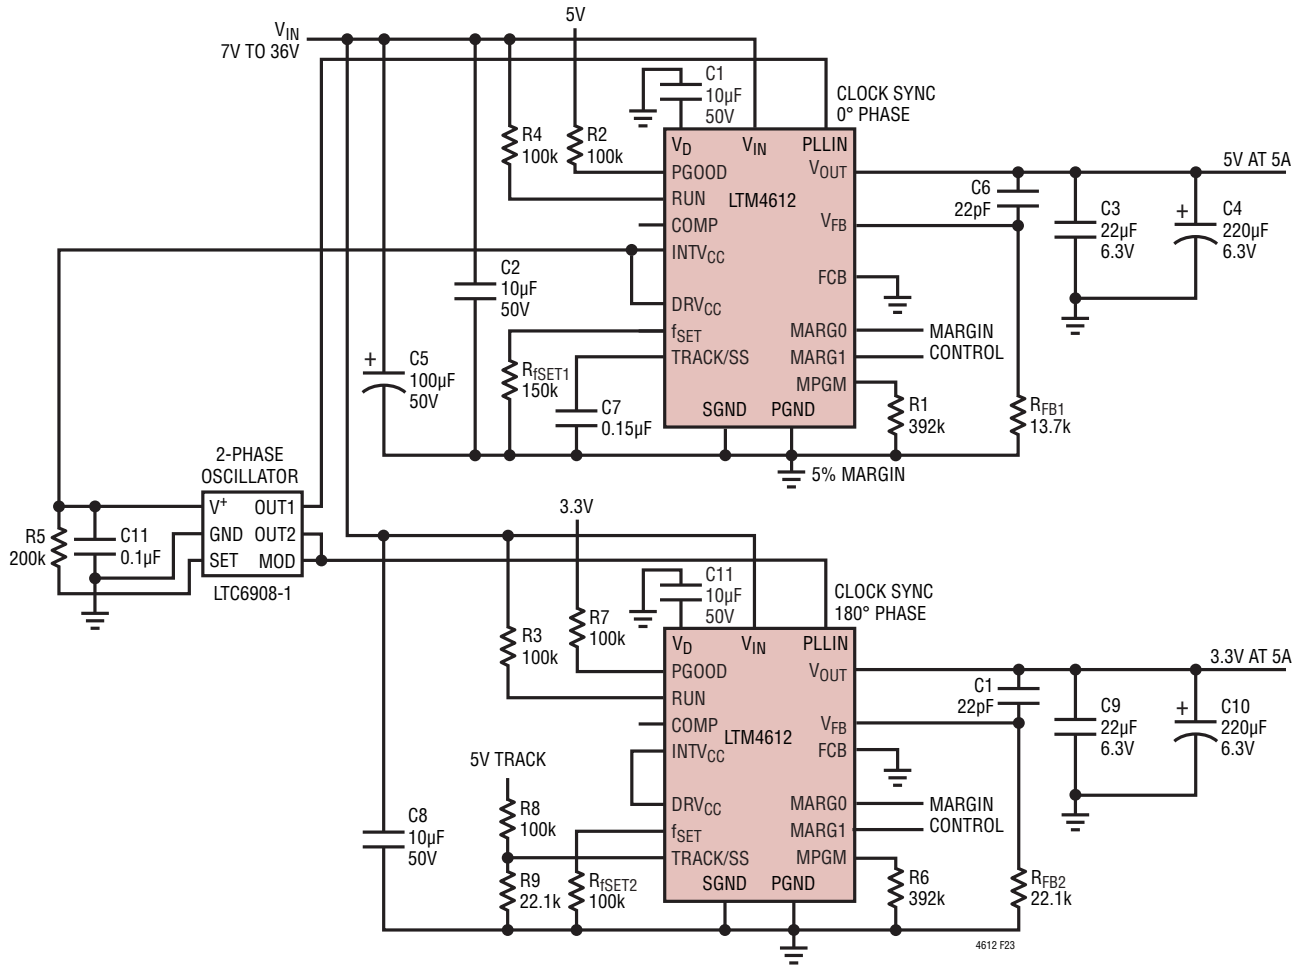 VIN
7V TO 36V
5V
C1
10µF
50V
CLOCK SYNC
0° PHASE
R4
100k
R2
100k
VD
VIN
PLLIN
PGOOD
VOUT
RUN
LTM4612
COMP
VFB
INTVCC
FCB
DRVCC
MARG0
fSET
MARG1
TRACK/SS
MPGM
SGND
PGND
5V AT 5A
C6
22pF
C3
22µF
6.3V
+
C4
220µF
6.3V
MARGIN
CONTROL
C2
10µF
50V
+
C5
100µF
50V
RfSET1
150k
C7
0.15µF
R1
392k
RFB1
13.7k
5% MARGIN
2-PHASE
OSCILLATOR
V+
OUT1
GND
OUT2
SET
MOD
LTC6908-1
R5
200k
C11
0.1µF
3.3V
C11
10µF
50V
CLOCK SYNC
180° PHASE
R3
100k
R7
100k
VD
VIN
PLLIN
PGOOD
VOUT
RUN
COMP
LTM4612
VFB
INTVCC
FCB
DRVCC
MARG0
fSET
MARG1
TRACK/SS
MPGM
SGND
PGND
3.3V AT 5A
C1
22pF
C9
22µF
6.3V
+
C10
220µF
6.3V
MARGIN
CONTROL
5V TRACK
R8
100k
C8
10µF
50V
R9
22.1k
RfSET2
100k
R6
392k
RFB2
22.1k
4612 F23